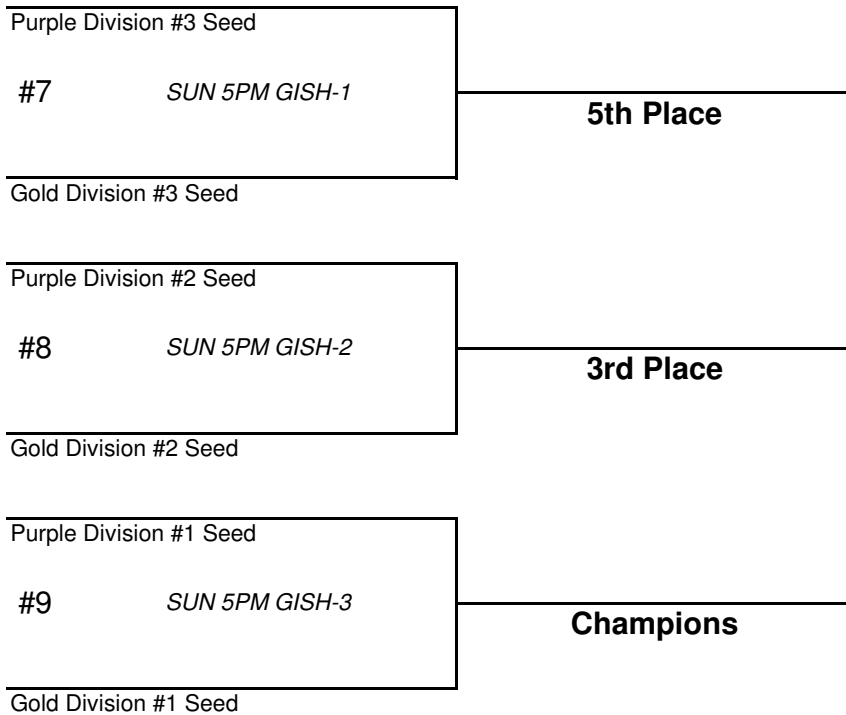 Purple Division #3 Seed
#7 SUN 5PM GISH-1
5th Place
Gold Division #3 Seed
Purple Division #2 Seed
#8 SUN 5PM GISH-2
3rd Place
Gold Division #2 Seed
Purple Division #1 Seed
#9 SUN 5PM GISH-3
Champions
Gold Division #1 Seed